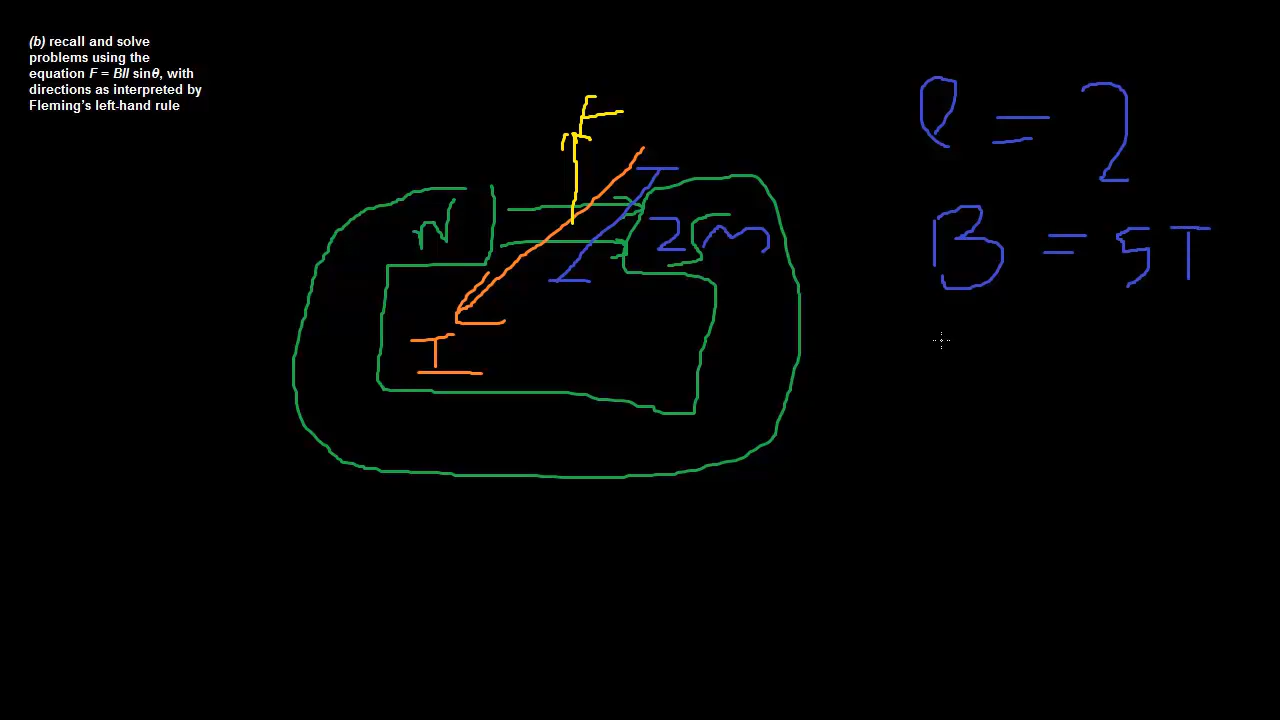 (b) recall and solve
problems using the
equation F = BIl sinθ, with
directions as interpreted by
Fleming's left-hand rule
F
N
2m
I
l = 2
B = 5T